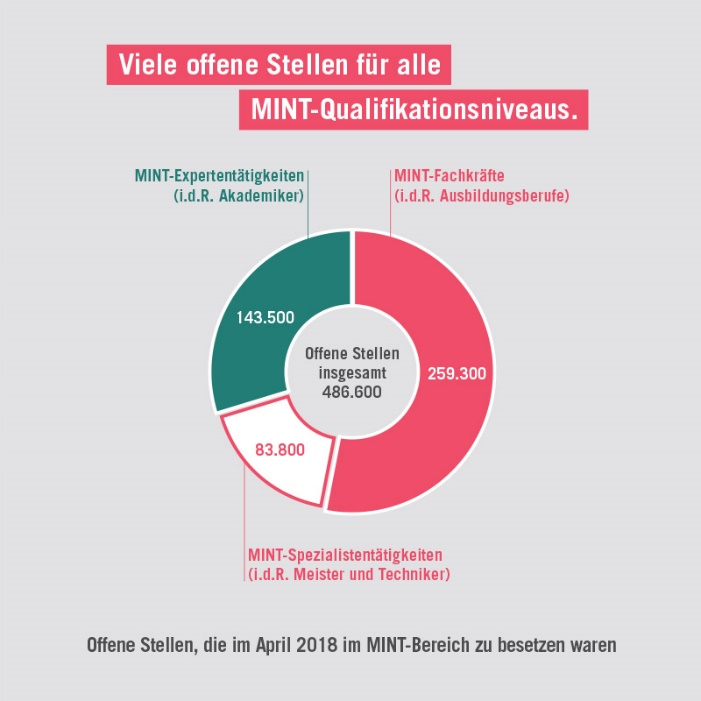 Viele offene Stellen für alle
MINT-Qualifikationsniveaus.
MINT-Expertentätigkeiten
(i.d.R. Akademiker)
MINT-Fachkräfte
(i.d.R. Ausbildungsberufe)
143.500
Offene Stellen
insgesamt
486.600
259.300
83.800
MINT-Spezialistentätigkeiten
(i.d.R. Meister und Techniker)
Offene Stellen, die im April 2018 im MINT-Bereich zu besetzen waren